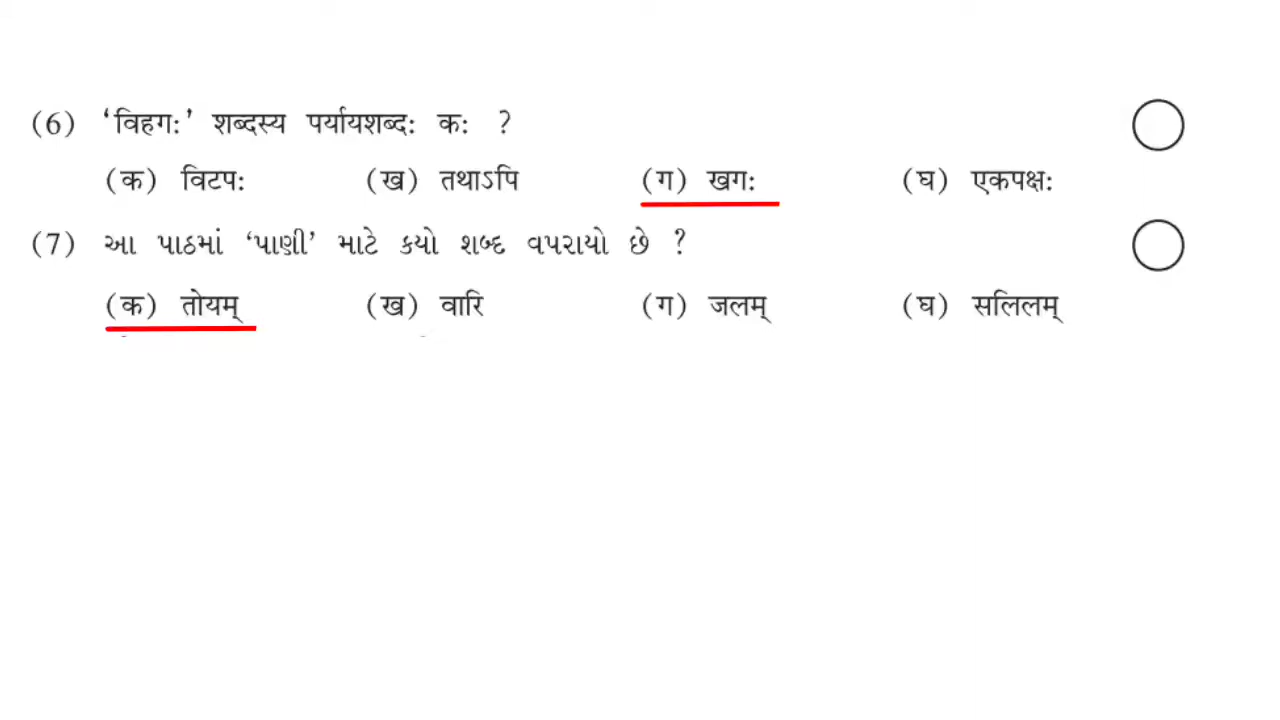 (6) ‘विहगः’ शब्दस्य पर्यायशब्दः कः ?
(क) विटपः (ख) तथाऽपि (ग) खगः (घ) एकपक्षः
(7) આ પાઠમાં ‘પાણી’ માટે કયો શબ્દ વપરાયો છે ?
(क) तोयम् (ख) वारि (ग) जलम् (घ) सलिलम्